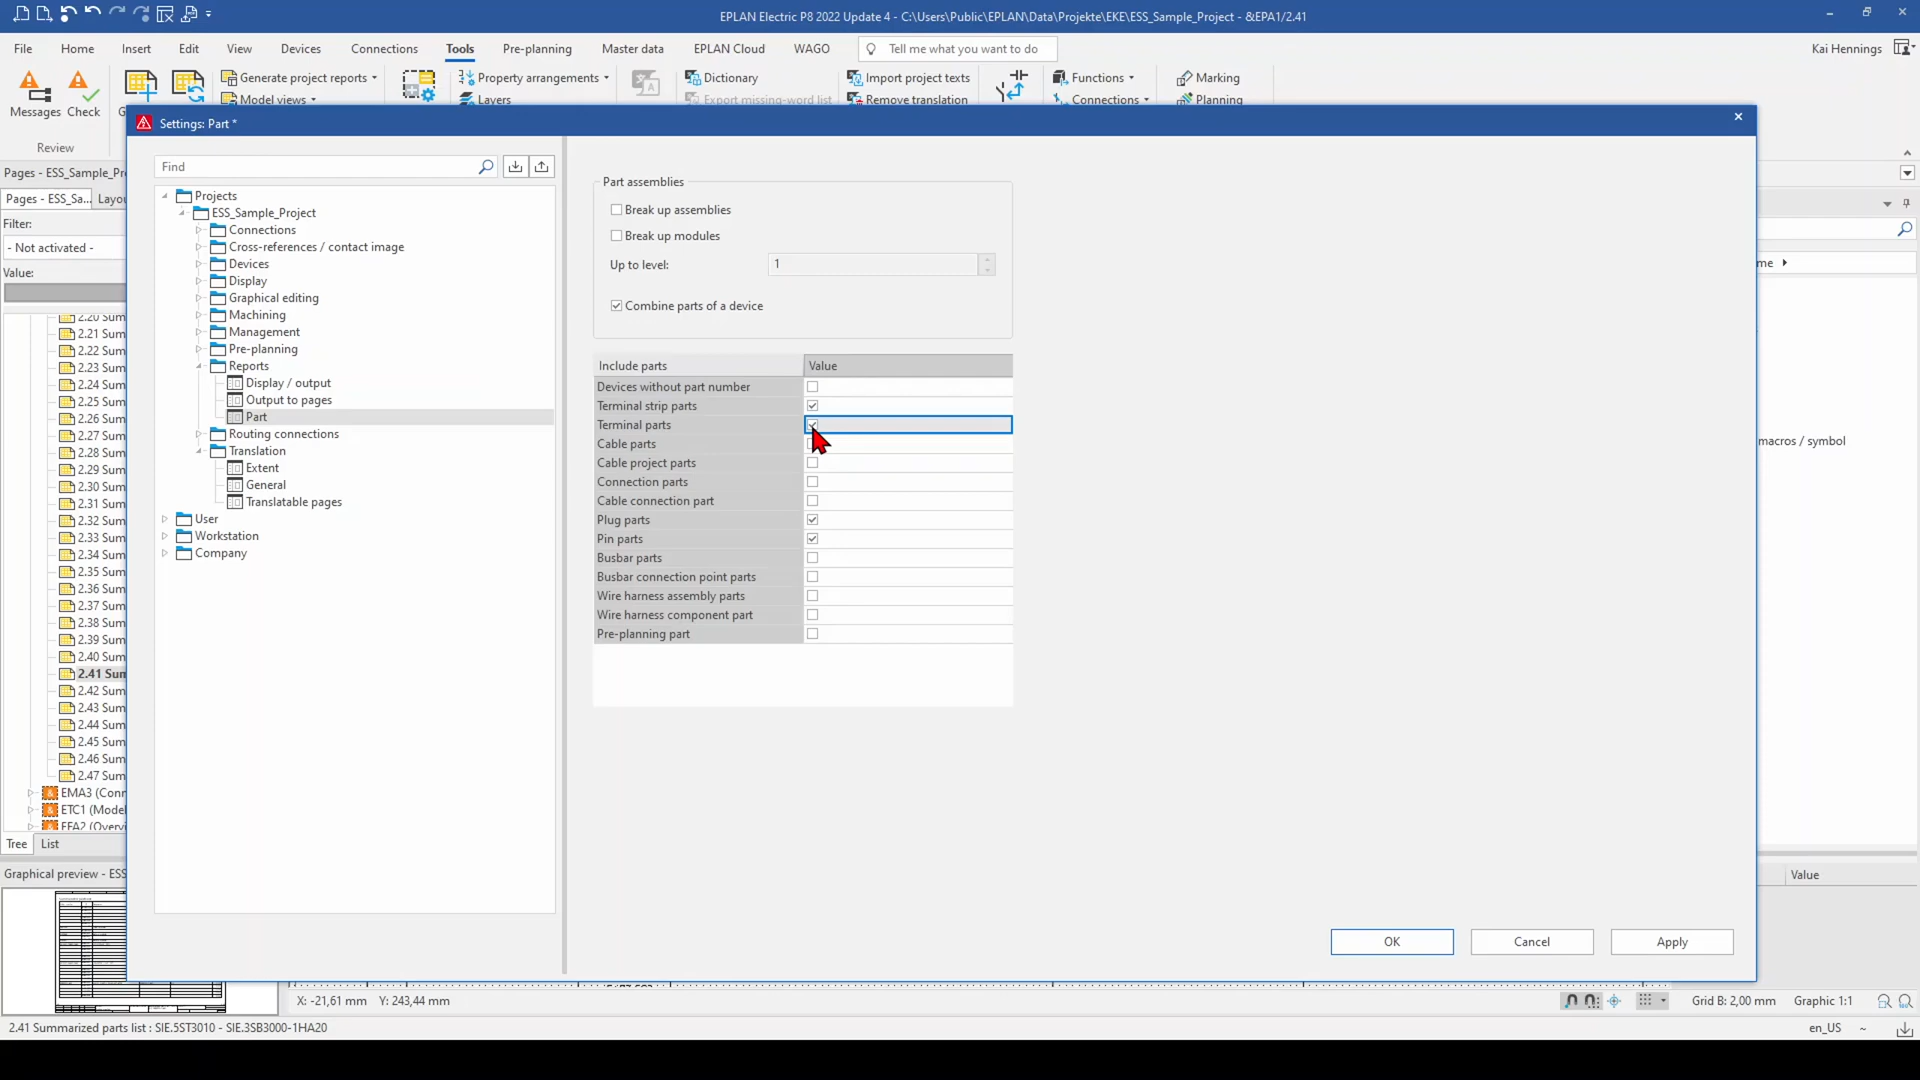 EPLAN Electric P8 2022 Update 4 - C:\Users\Public\EPLAN\Data\Projekte\EKE\ESS_Sample_Project - &EPA1/2.41
File Home Insert Edit View Devices Connections Tools Pre-planning Master data EPLAN Cloud WAGO Tell me what you want to do Kai Hennings
Generate project reports Property arrangements Dictionary Import project texts Functions Marking
Model views Layers Export missing-word list Remove translation Connections Planning
Messages Check
Review
Settings: Part *
Pages - ESS_Sample_Pr
Pages - ESS_Sa... Layou
Filter:
- Not activated -
Value:
2.20 Sum
2.21 Sum
2.22 Sum
2.23 Sum
2.24 Sum
2.25 Sum
2.26 Sum
2.27 Sum
2.28 Sum
2.29 Sum
2.30 Sum
2.31 Sum
2.32 Sum
2.33 Sum
2.34 Sum
2.35 Sum
2.36 Sum
2.37 Sum
2.38 Sum
2.39 Sum
2.40 Sum
2.41 Sum
2.42 Sum
2.43 Sum
2.44 Sum
2.45 Sum
2.46 Sum
2.47 Sum
EMA3 (Conn
ETC1 (Model
EFA2 (Overvi
Tree List
Graphical preview - ESS
Find
Projects
ESS_Sample_Project
Connections
Cross-references / contact image
Devices
Display
Graphical editing
Machining
Management
Pre-planning
Reports
Display / output
Output to pages
Part
Routing connections
Translation
Extent
General
Translatable pages
User
Workstation
Company
Part assemblies
Break up assemblies
Break up modules
Up to level: 1
Combine parts of a device
Include parts Value
Devices without part number
Terminal strip parts
Terminal parts
Cable parts
Cable project parts
Connection parts
Cable connection part
Plug parts
Pin parts
Busbar parts
Busbar connection point parts
Wire harness assembly parts
Wire harness component part
Pre-planning part
OK Cancel Apply
me
macros / symbol
Value
X: -21,61 mm Y: 243,44 mm
Grid B: 2,00 mm Graphic 1:1
2.41 Summarized parts list : SIE.5ST3010 - SIE.3SB3000-1HA20
en_US ~